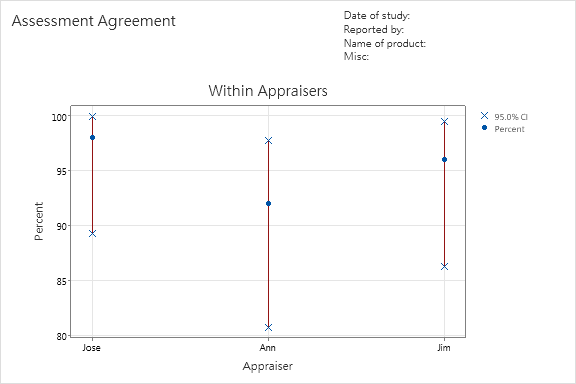 Assessment Agreement
Date of study:
Reported by:
Name of product:
Misc:
Within Appraisers
100
95
90
85
80
Percent
Jose
Ann
Jim
Appraiser
95.0% CI
Percent